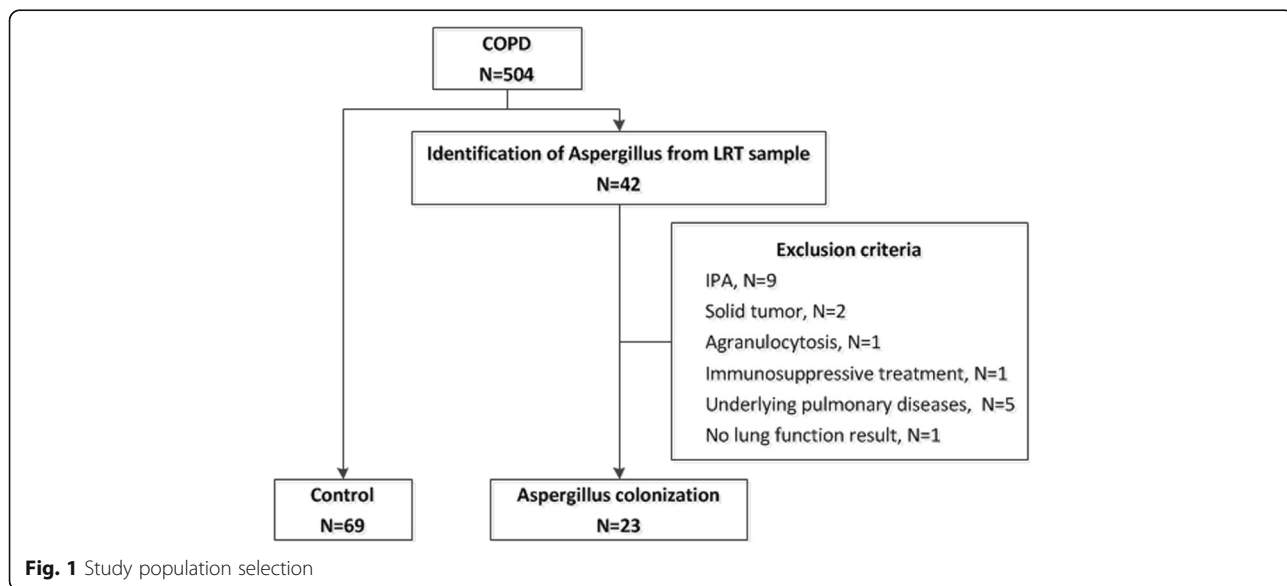 COPD
N=504
Identification of Aspergillus from LRT sample
N=42
Exclusion criteria
IPA, N=9
Solid tumor, N=2
Agranulocytosis, N=1
Immunosuppressive treatment, N=1
Underlying pulmonary diseases, N=5
No lung function result, N=1
Control
N=69
Aspergillus colonization
N=23
Fig. 1 Study population selection